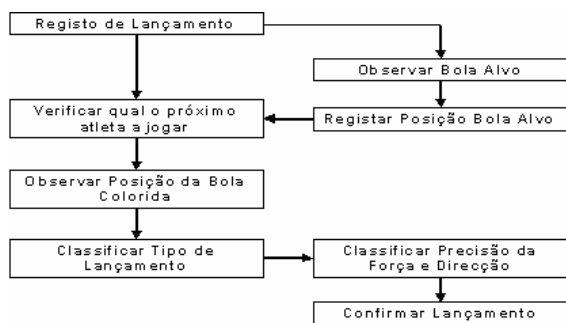 Registo de Lançamento
Observar Bola Alvo
Verificar qual o próximo
atleta a jogar
Registar Posição Bola Alvo
Observar Posição da Bola
Colorida
Classificar Tipo de
Lançamento
Classificar Precisão da
Força e Direcção
Confirmar Lançamento